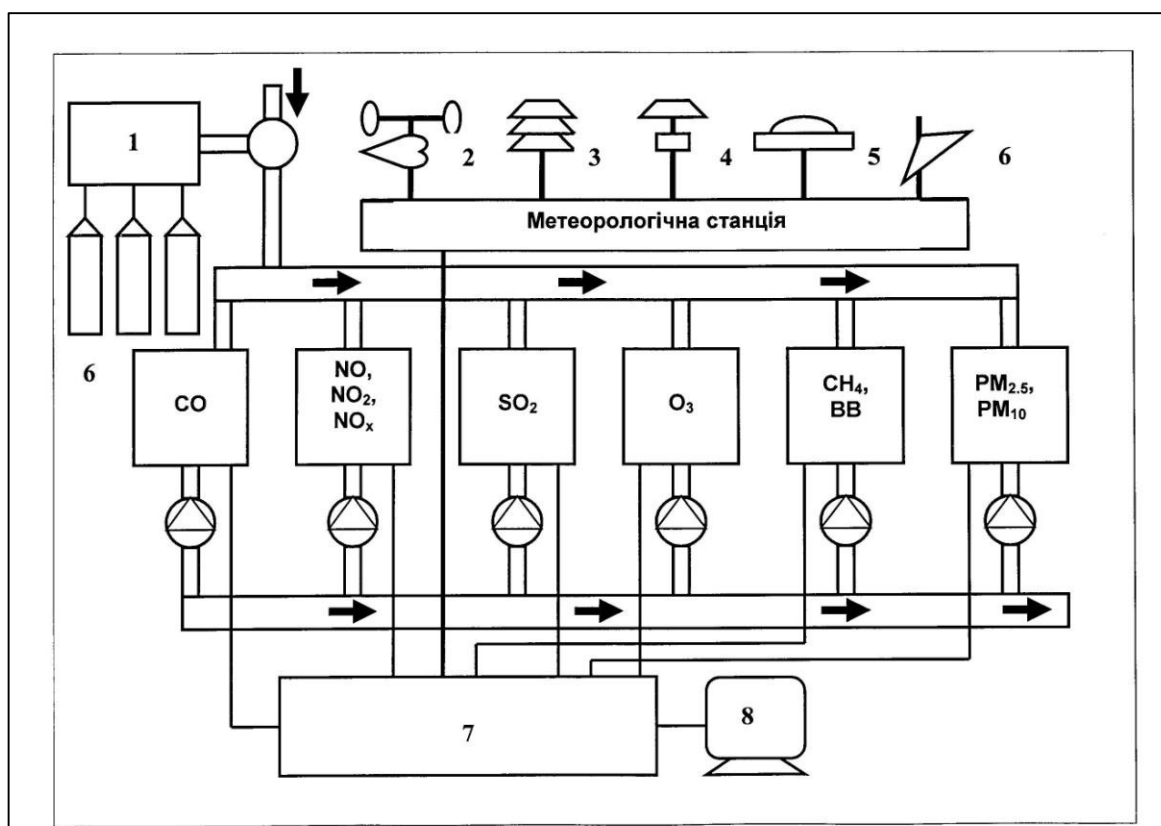 1
2
3
4
5
6
Метеорологічна станція
6
CO
NO,
NO₂,
NOₓ
SO₂
O₃
CH₄,
BB
PM₂.₅,
PM₁₀
7
8